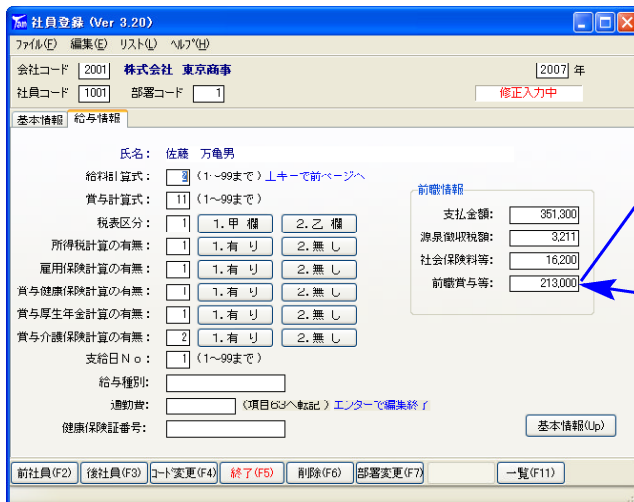 社員登録 (Ver 3.20)
ファイル(F) 編集(E) リスト(L) ヘルプ(H)
会社コード 2001 株式会社 東京商事 2007 年
社員コード 1001 部署コード 1 修正入力中
基本情報 給与情報
氏名： 佐藤 万亀男
給料計算式： 2 (1~99まで) ↑キーで前ページへ
賞与計算式： 11 (1~99まで)
税表区分： 1 1.甲 欄 2.乙 欄
所得税計算の有無： 1 1.有 り 2.無 し
雇用保険計算の有無： 1 1.有 り 2.無 し
賞与健康保険計算の有無： 1 1.有 り 2.無 し
賞与厚生年金計算の有無： 1 1.有 り 2.無 し
賞与介護保険計算の有無： 2 1.有 り 2.無 し
支給日No： 1 (1~99まで)
給与種別：
通勤費： (項目63へ転記) エンターで編集終了
健康保険証番号：
前職情報
支払金額： 351,300
源泉徴収税額： 3,211
社会保険料等： 16,200
前職賞与等： 213,000
基本情報(Up)
前社員(F2) 後社員(F3) コード変更(F4) 終了(F5) 削除(F6) 部署変更(F7) 一覧(F11)